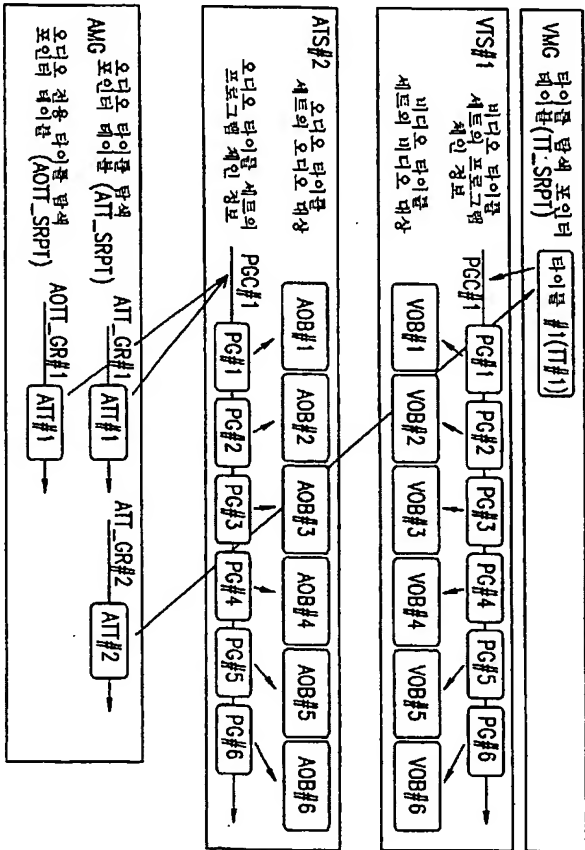 VMG
타이틀 탐색 포인터
테이블(TT_SRPT)
타이틀 #1(TT#1)
VTS#1
비디오 타이틀
세트의 프로그램
체인 정보
PGC#1
PG#1
PG#2
PG#3
PG#4
PG#5
PG#6
비디오 타이틀
세트의 비디오 대상
VOB#1
VOB#2
VOB#3
VOB#4
VOB#5
VOB#6
ATS#2
오디오 타이틀
세트의 오디오 대상
AOB#1
AOB#2
AOB#3
AOB#4
AOB#5
AOB#6
오디오 타이틀 세트의
프로그램 체인 정보
PGC#1
PG#1
PG#2
PG#3
PG#4
PG#5
PG#6
AMG
오디오 타이틀 탐색
포인터 테이블 (ATT_SRPT)
ATT_GR#1
ATT#1
ATT_GR#2
ATT#2
오디오 전용 타이틀 탐색
포인터 테이블 (AOTT_SRPT)
AOTT_GR#1
ATT#1